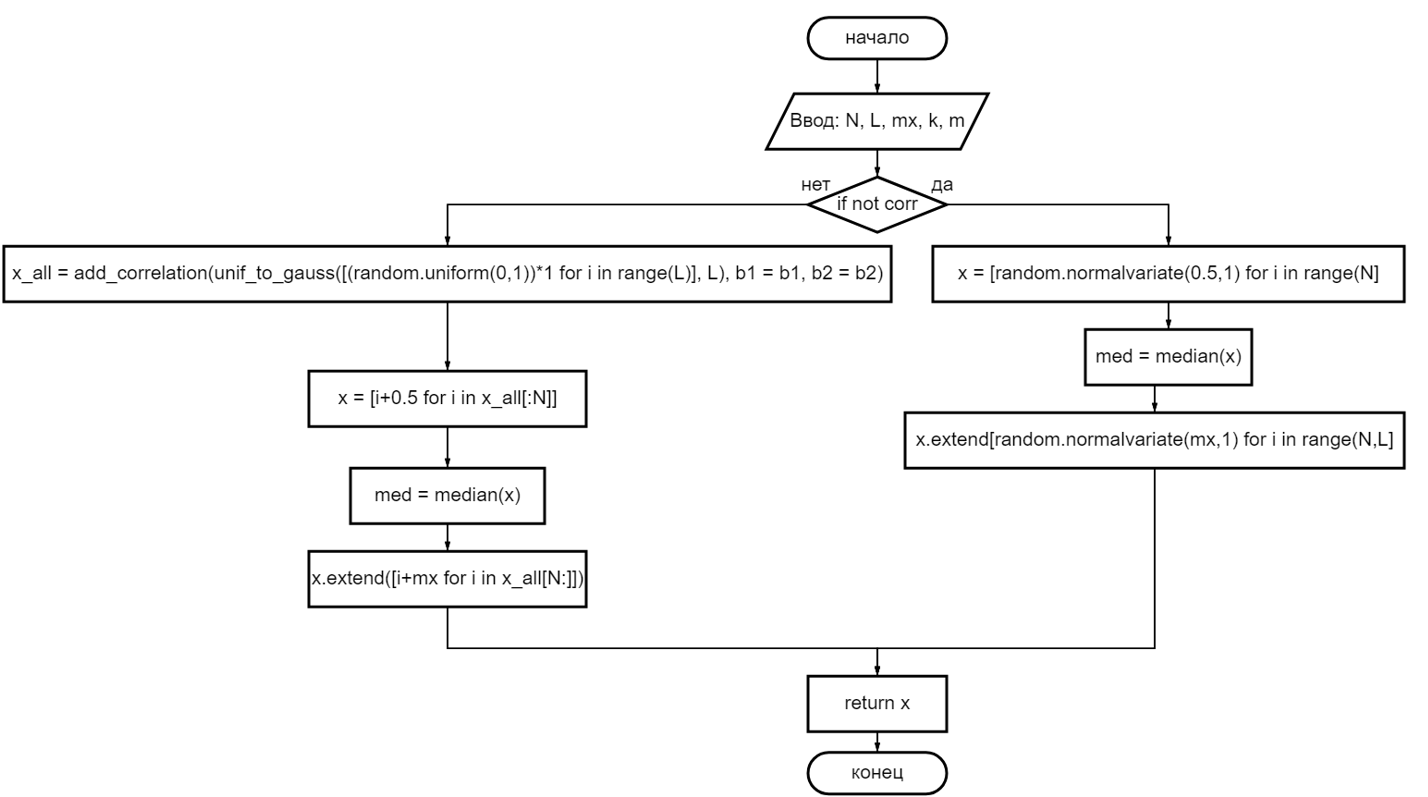 начало
Ввод: N, L, mx, k, m
нет
да
if not corr
x_all = add_correlation(unif_to_gauss([(random.uniform(0,1))*1 for i in range(L)], L), b1 = b1, b2 = b2)
x = [random.normalvariate(0.5,1) for i in range(N]
med = median(x)
x = [i+0.5 for i in x_all[:N]]
x.extend[random.normalvariate(mx,1) for i in range(N,L]
med = median(x)
x.extend([i+mx for i in x_all[N:]])
return x
конец